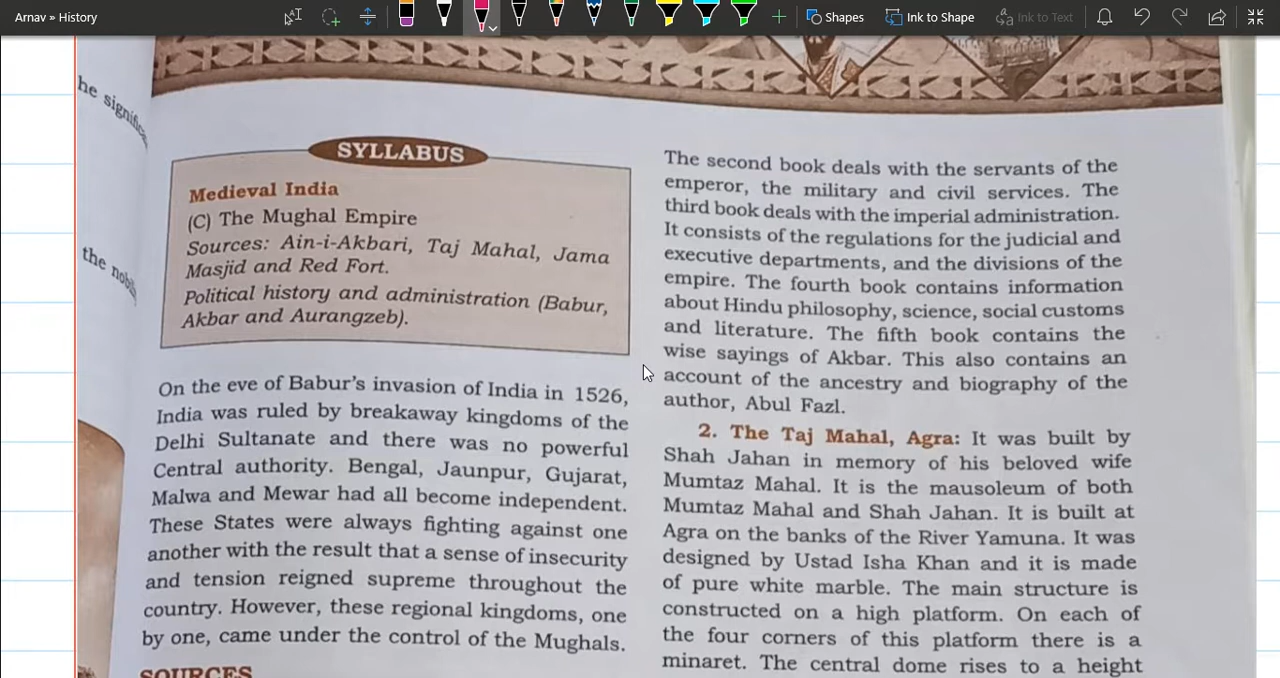 Arnav » History
Shapes
Ink to Shape
Ink to Text
he signific
the nobili
SYLLABUS
Medieval India
(C) The Mughal Empire
Sources: Ain-i-Akbari, Taj Mahal, Jama
Masjid and Red Fort.
Political history and administration (Babur,
Akbar and Aurangzeb).
On the eve of Babur's invasion of India in 1526,
India was ruled by breakaway kingdoms of the
Delhi Sultanate and there was no powerful
Central authority. Bengal, Jaunpur, Gujarat,
Malwa and Mewar had all become independent.
These States were always fighting against one
another with the result that a sense of insecurity
and tension reigned supreme throughout the
country. However, these regional kingdoms, one
by one, came under the control of the Mughals.
SOURCES
The second book deals with the servants of the
emperor, the military and civil services. The
third book deals with the imperial administration.
It consists of the regulations for the judicial and
executive departments, and the divisions of the
empire. The fourth book contains information
about Hindu philosophy, science, social customs
and literature. The fifth book contains the
wise sayings of Akbar. This also contains an
account of the ancestry and biography of the
author, Abul Fazl.
2. The Taj Mahal, Agra: It was built by
Shah Jahan in memory of his beloved wife
Mumtaz Mahal. It is the mausoleum of both
Mumtaz Mahal and Shah Jahan. It is built at
Agra on the banks of the River Yamuna. It was
designed by Ustad Isha Khan and it is made
of pure white marble. The main structure is
constructed on a high platform. On each of
the four corners of this platform there is a
minaret. The central dome rises to a height